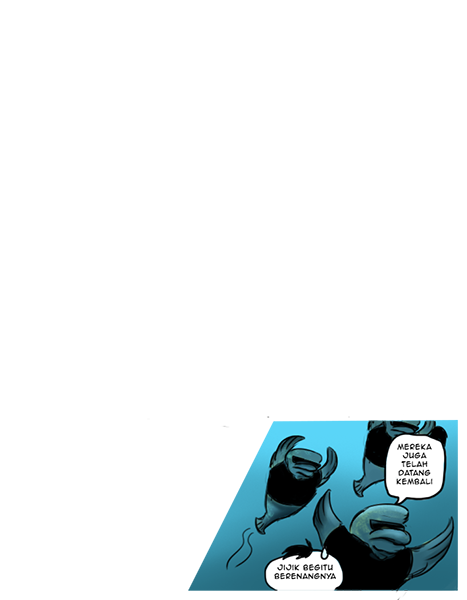 MEREKA
JUGA
TELAH
DATANG
KEMBALI
JIJIK BEGITU
BERENANGNYA